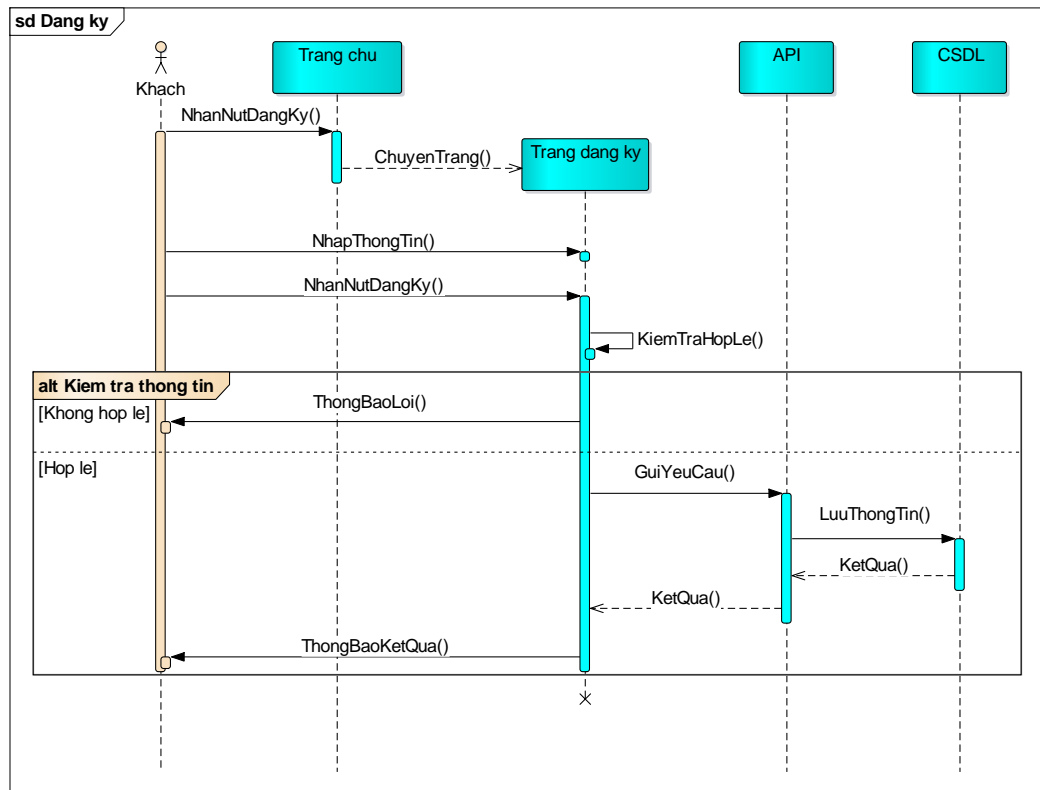 sd Dang ky
Trang chu
API
CSDL
Khach
NhanNutDangKy()
ChuyenTrang()
Trang dang ky
NhapThongTin()
NhanNutDangKy()
KiemTraHopLe()
alt Kiem tra thong tin
[Khong hop le]
ThongBaoLoi()
[Hop le]
GuiYeuCau()
LuuThongTin()
KetQua()
KetQua()
ThongBaoKetQua()